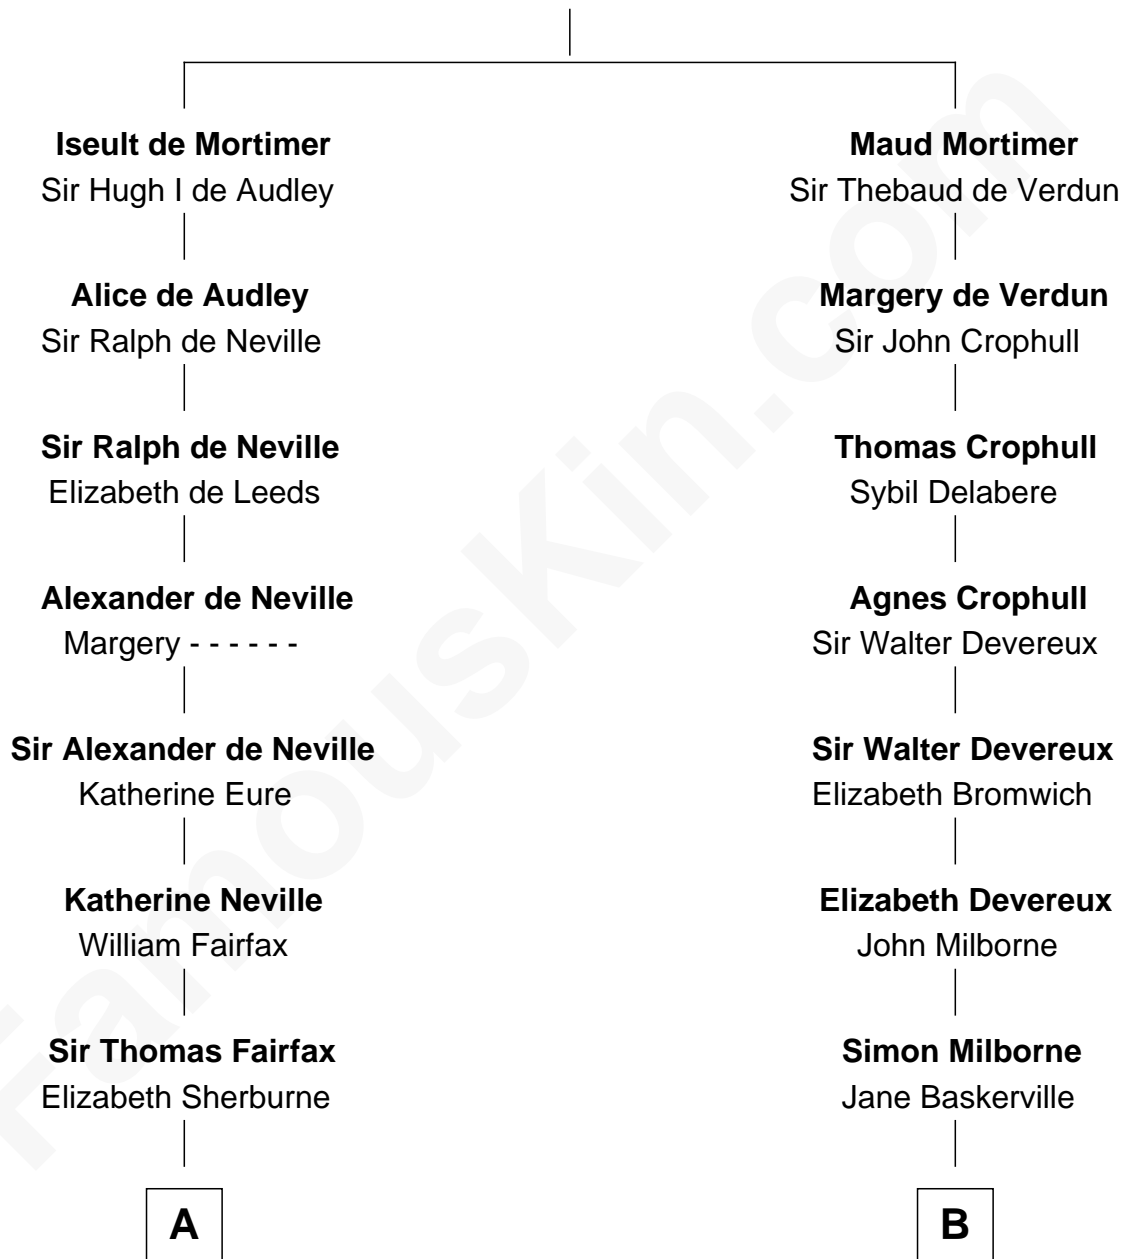 Iseult de Mortimer
Sir Hugh I de Audley
Alice de Audley
Sir Ralph de Neville
Sir Ralph de Neville
Elizabeth de Leeds
Alexander de Neville
Margery - - - - - -
Sir Alexander de Neville
Katherine Eure
Katherine Neville
William Fairfax
Sir Thomas Fairfax
Elizabeth Sherburne
A
Maud Mortimer
Sir Thebaud de Verdun
Margery de Verdun
Sir John Crophull
Thomas Crophull
Sybil Delabere
Agnes Crophull
Sir Walter Devereux
Sir Walter Devereux
Elizabeth Bromwich
Elizabeth Devereux
John Milborne
Simon Milborne
Jane Baskerville
B
FamousKin.com